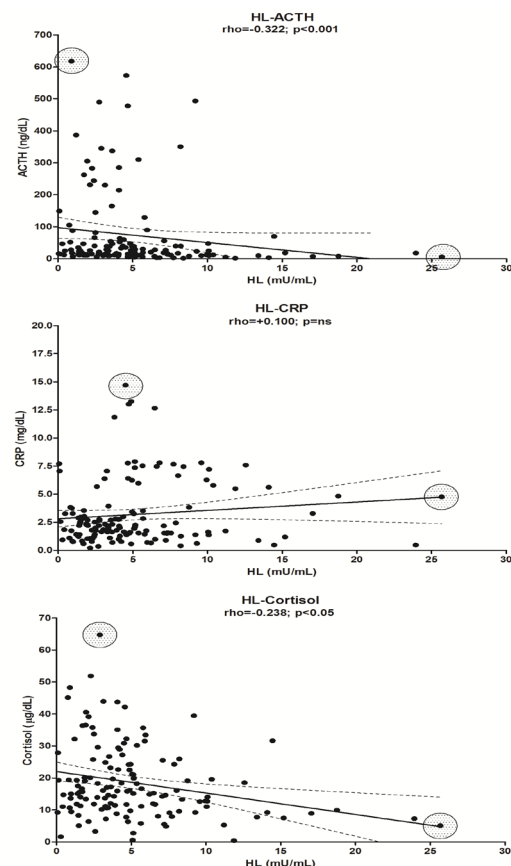 HL-ACTH
rho=-0.322; p<0.001
700
600
500
400
300
200
100
0
ACTH (ng/dL)
0 5 10 15 20 25 30
HL (mU/mL)
HL-CRP
rho=+0.100; p=ns
20.0
17.5
15.0
12.5
10.0
7.5
5.0
2.5
0.0
CRP (mg/dL)
0 5 10 15 20 25 30
HL (mU/mL)
HL-Cortisol
rho=-0.238; p<0.05
70
60
50
40
30
20
10
0
Cortisol (µg/dL)
0 5 10 15 20 25 30
HL (mU/mL)